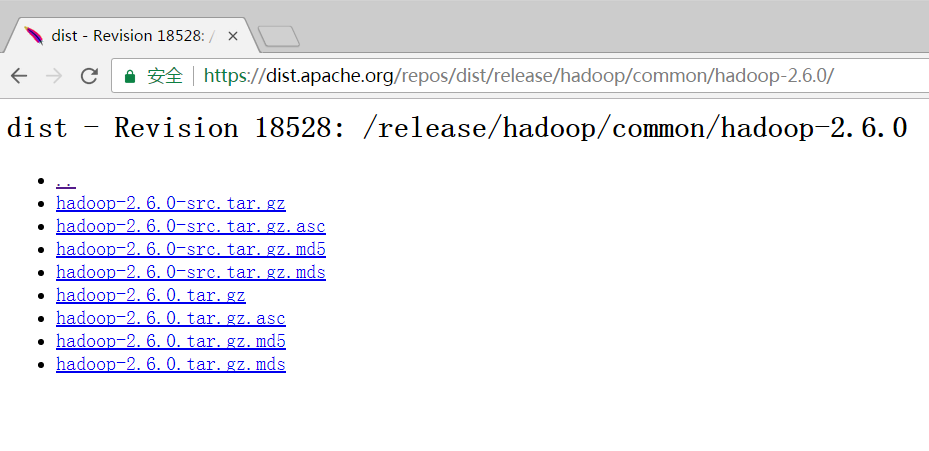 dist - Revision 18528: /
安全 https://dist.apache.org/repos/dist/release/hadoop/common/hadoop-2.6.0/
dist - Revision 18528: /release/hadoop/common/hadoop-2.6.0
..
hadoop-2.6.0-src.tar.gz
hadoop-2.6.0-src.tar.gz.asc
hadoop-2.6.0-src.tar.gz.md5
hadoop-2.6.0-src.tar.gz.mds
hadoop-2.6.0.tar.gz
hadoop-2.6.0.tar.gz.asc
hadoop-2.6.0.tar.gz.md5
hadoop-2.6.0.tar.gz.mds